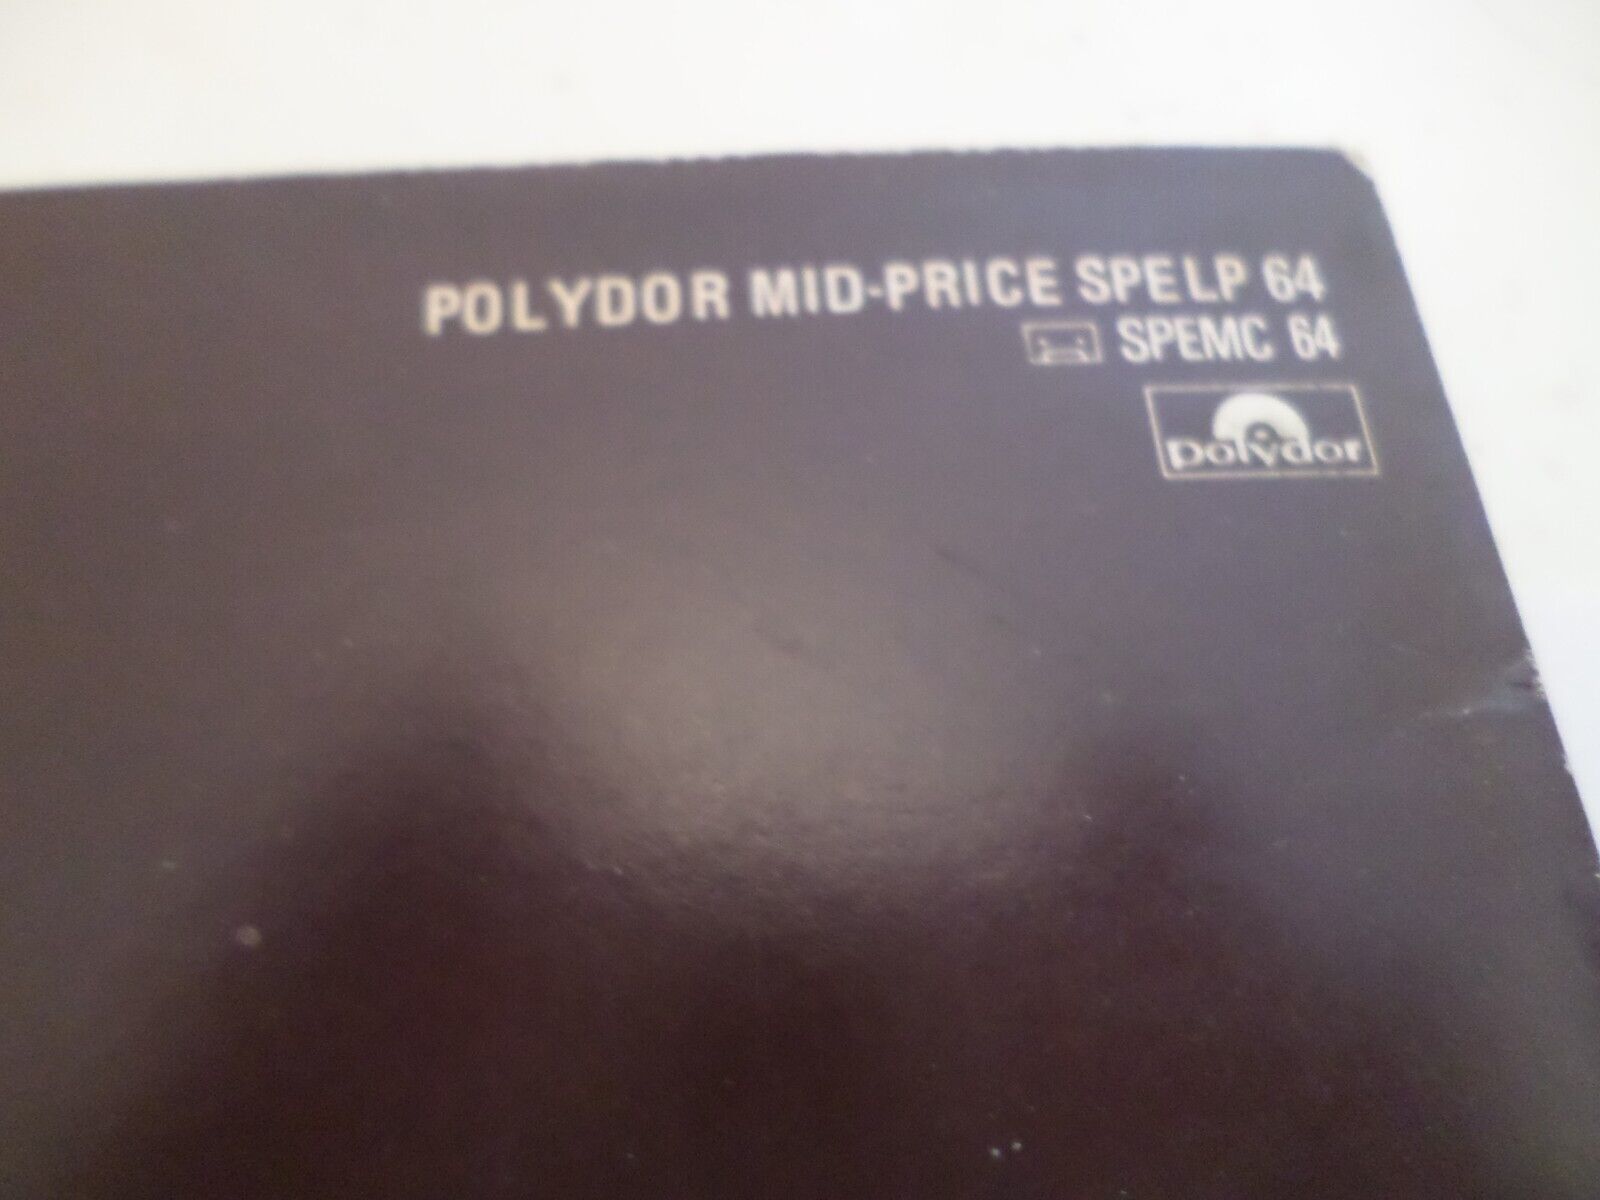 POLYDOR MID-PRICE SPELP 64
SPEMC 64
polydor